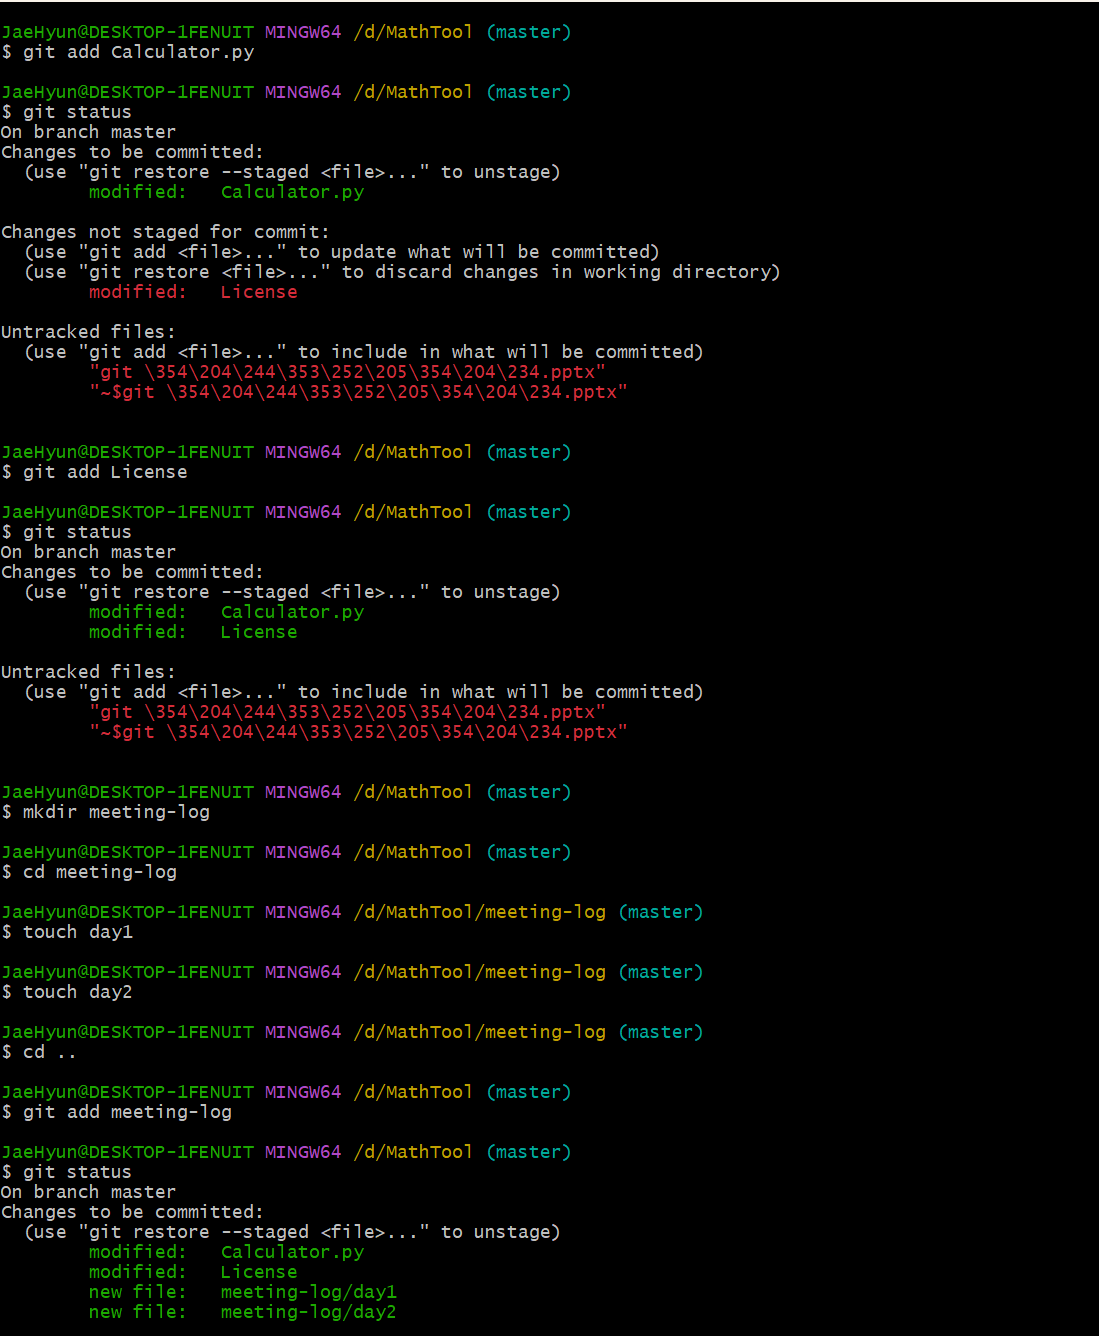 JaeHyun@DESKTOP-1FENUIT MINGW64 /d/MathTool (master)
$ git add Calculator.py
JaeHyun@DESKTOP-1FENUIT MINGW64 /d/MathTool (master)
$ git status
On branch master
Changes to be committed:
  (use "git restore --staged <file>..." to unstage)
        modified:   Calculator.py
Changes not staged for commit:
  (use "git add <file>..." to update what will be committed)
  (use "git restore <file>..." to discard changes in working directory)
        modified:   License
Untracked files:
  (use "git add <file>..." to include in what will be committed)
        "git \354\204\244\353\252\205\354\204\234.pptx"
        "~$git \354\204\244\353\252\205\354\204\234.pptx"
JaeHyun@DESKTOP-1FENUIT MINGW64 /d/MathTool (master)
$ git add License
JaeHyun@DESKTOP-1FENUIT MINGW64 /d/MathTool (master)
$ git status
On branch master
Changes to be committed:
  (use "git restore --staged <file>..." to unstage)
        modified:   Calculator.py
        modified:   License
Untracked files:
  (use "git add <file>..." to include in what will be committed)
        "git \354\204\244\353\252\205\354\204\234.pptx"
        "~$git \354\204\244\353\252\205\354\204\234.pptx"
JaeHyun@DESKTOP-1FENUIT MINGW64 /d/MathTool (master)
$ mkdir meeting-log
JaeHyun@DESKTOP-1FENUIT MINGW64 /d/MathTool (master)
$ cd meeting-log
JaeHyun@DESKTOP-1FENUIT MINGW64 /d/MathTool/meeting-log (master)
$ touch day1
JaeHyun@DESKTOP-1FENUIT MINGW64 /d/MathTool/meeting-log (master)
$ touch day2
JaeHyun@DESKTOP-1FENUIT MINGW64 /d/MathTool/meeting-log (master)
$ cd ..
JaeHyun@DESKTOP-1FENUIT MINGW64 /d/MathTool (master)
$ git add meeting-log
JaeHyun@DESKTOP-1FENUIT MINGW64 /d/MathTool (master)
$ git status
On branch master
Changes to be committed:
  (use "git restore --staged <file>..." to unstage)
        modified:   Calculator.py
        modified:   License
        new file:   meeting-log/day1
        new file:   meeting-log/day2